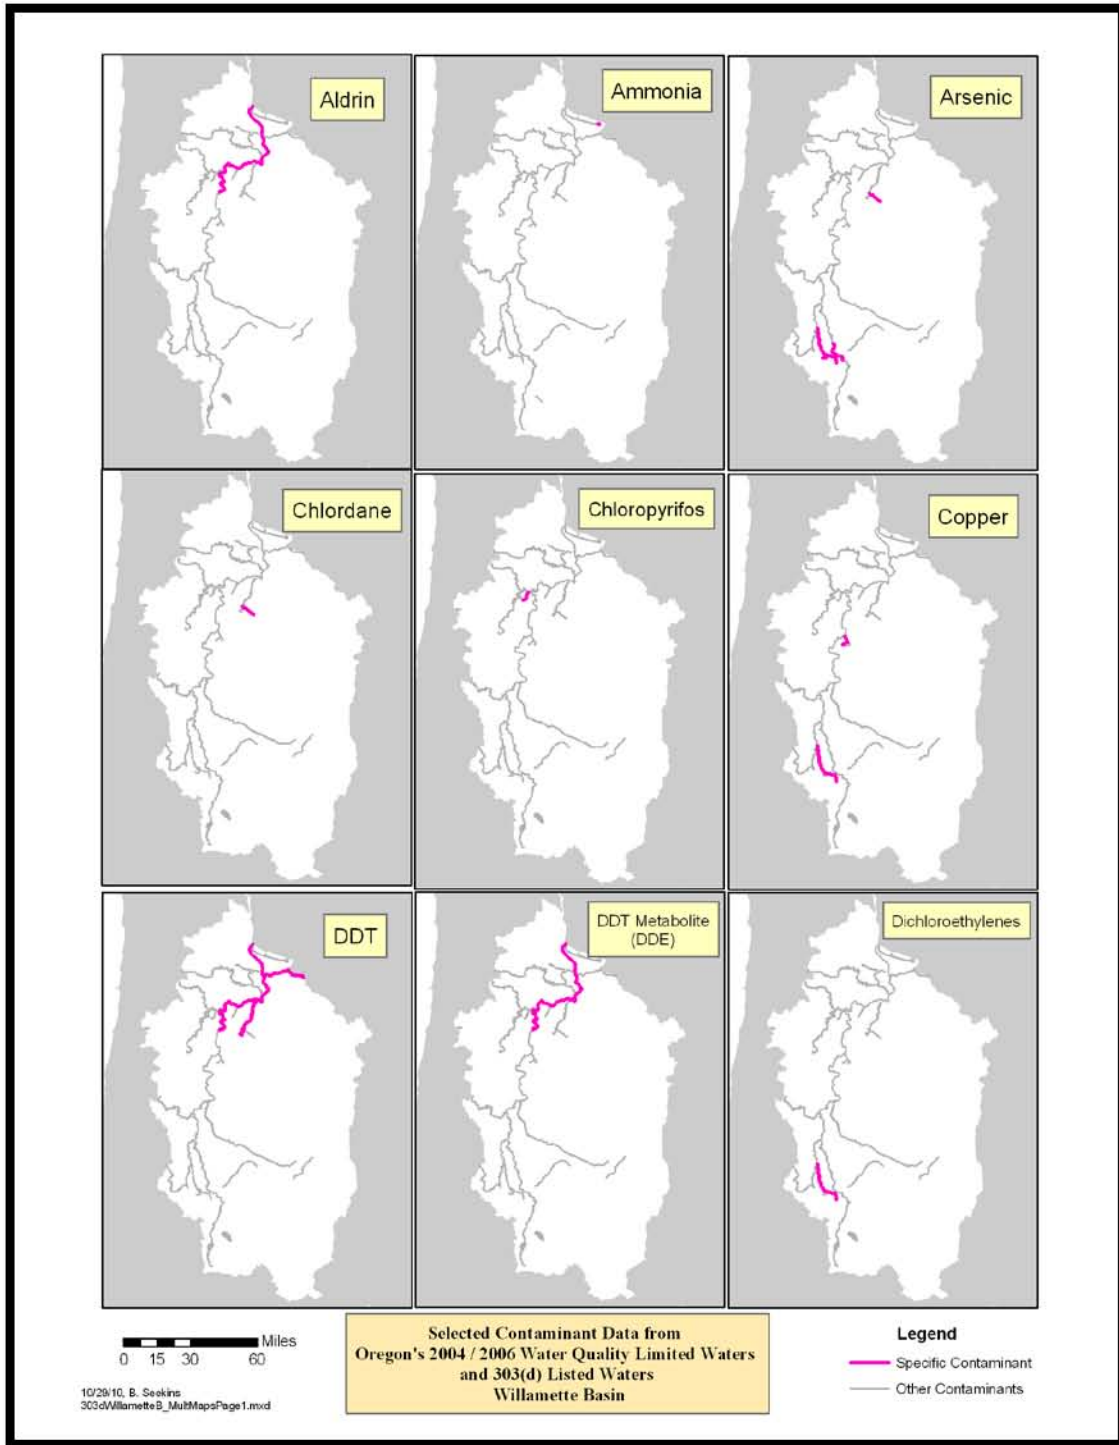 Aldrin
Ammonia
Arsenic
Chlordane
Chloropyrifos
Copper
DDT
DDT Metabolite
(DDE)
Dichloroethylenes
Miles
0 15 30 60
10/29/10, B. Seekins
303dWillametteB_MultMapsPage1.mxd
Selected Contaminant Data from
Oregon's 2004 / 2006 Water Quality Limited Waters
and 303(d) Listed Waters
Willamette Basin
Legend
Specific Contaminant
Other Contaminants